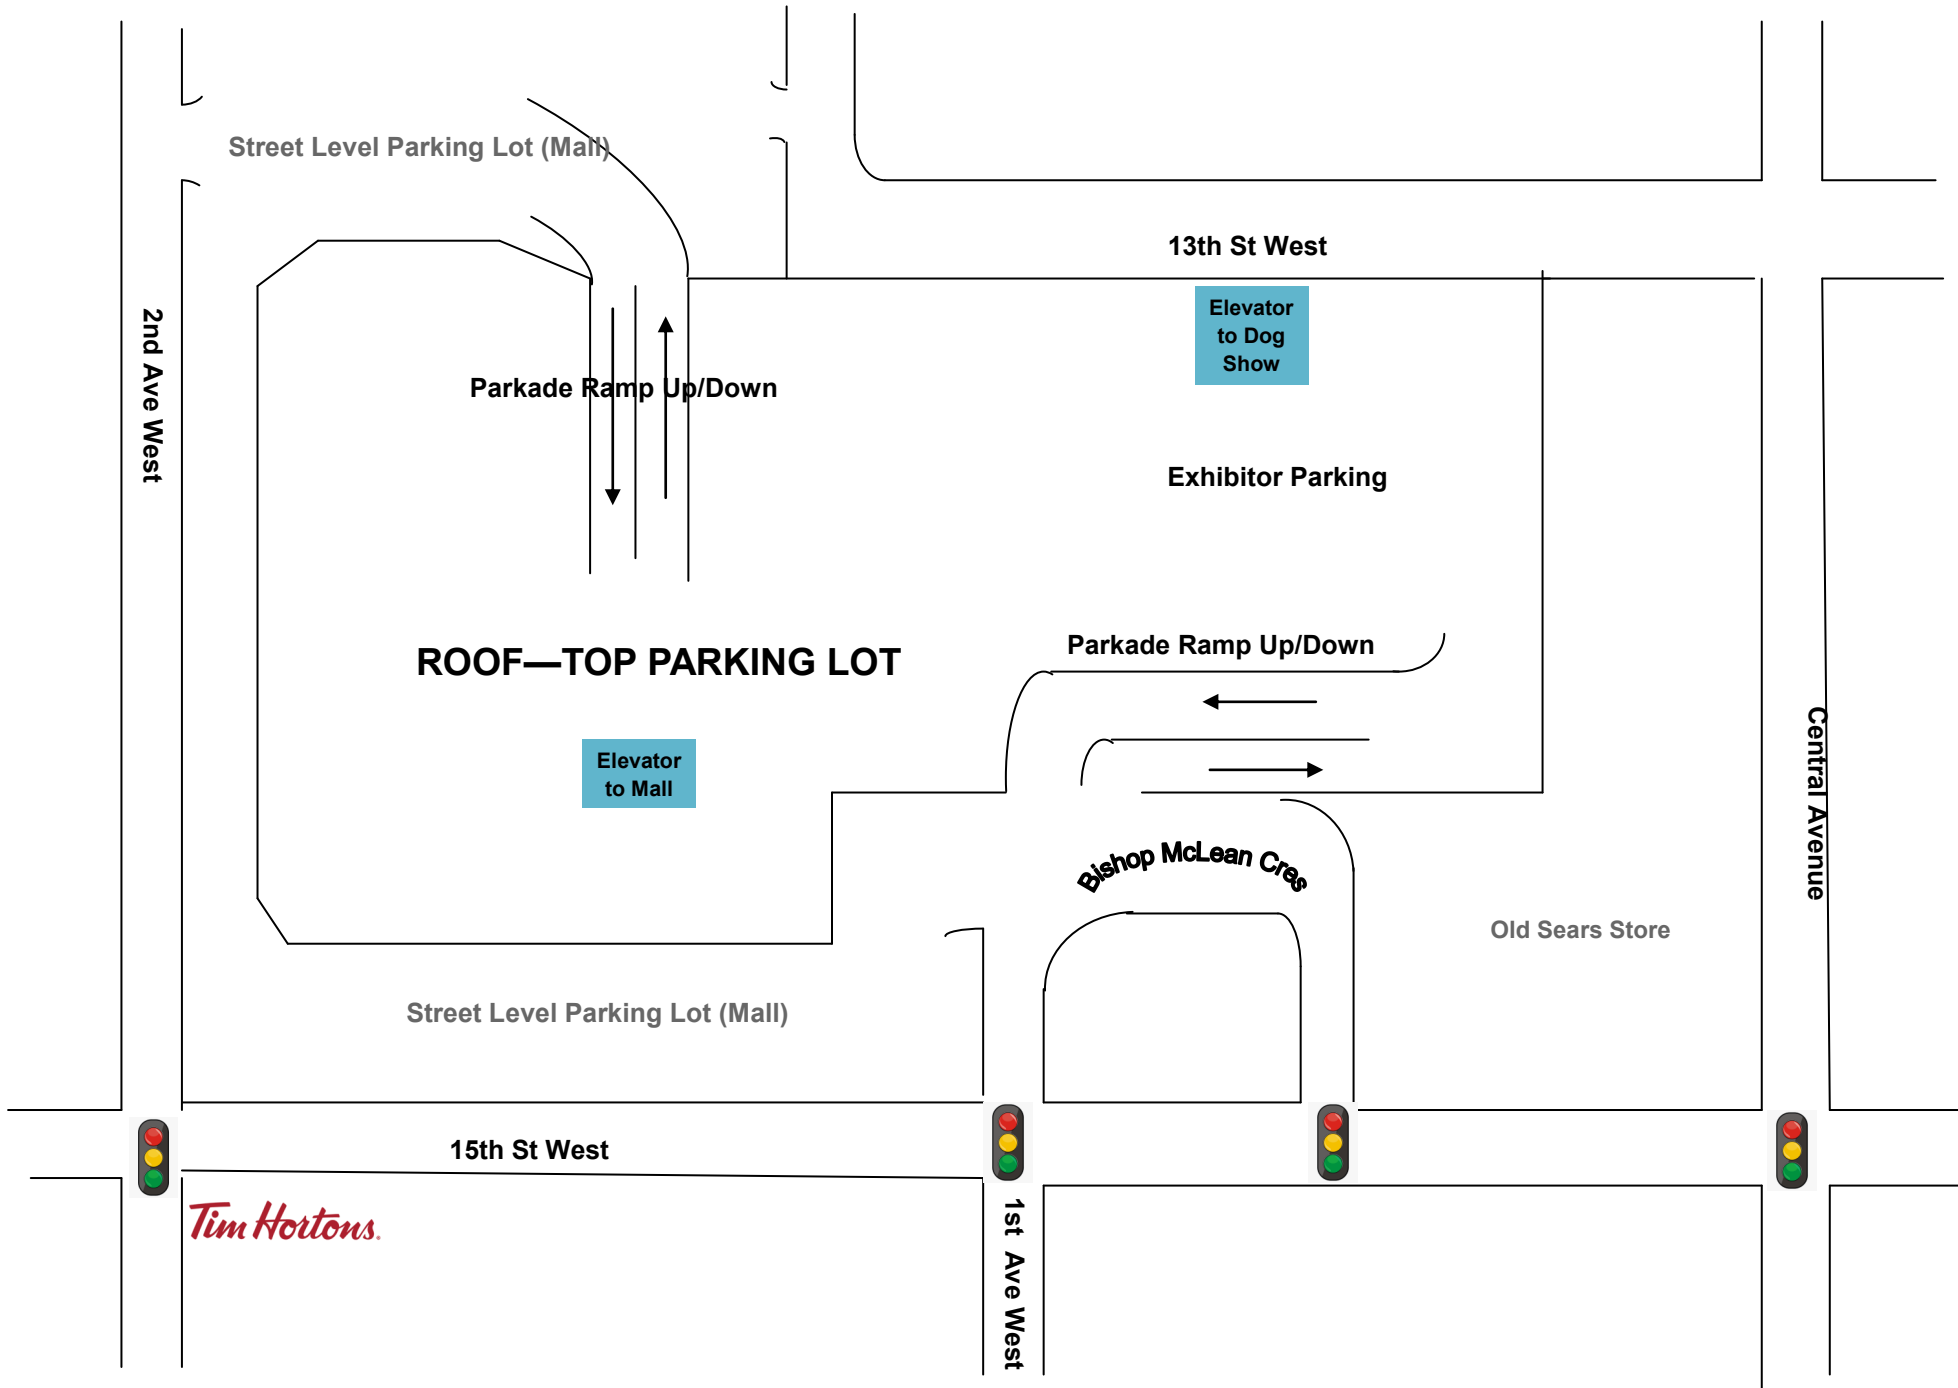 Street Level Parking Lot (Mall)
13th St West
2nd Ave West
Elevator
to Dog
Show
Parkade Ramp Up/Down
Exhibitor Parking
ROOF—TOP PARKING LOT
Parkade Ramp Up/Down
Elevator
to Mall
Central Avenue
Bishop McLean Cres
Old Sears Store
Street Level Parking Lot (Mall)
15th St West
Tim Hortons.
1st Ave West